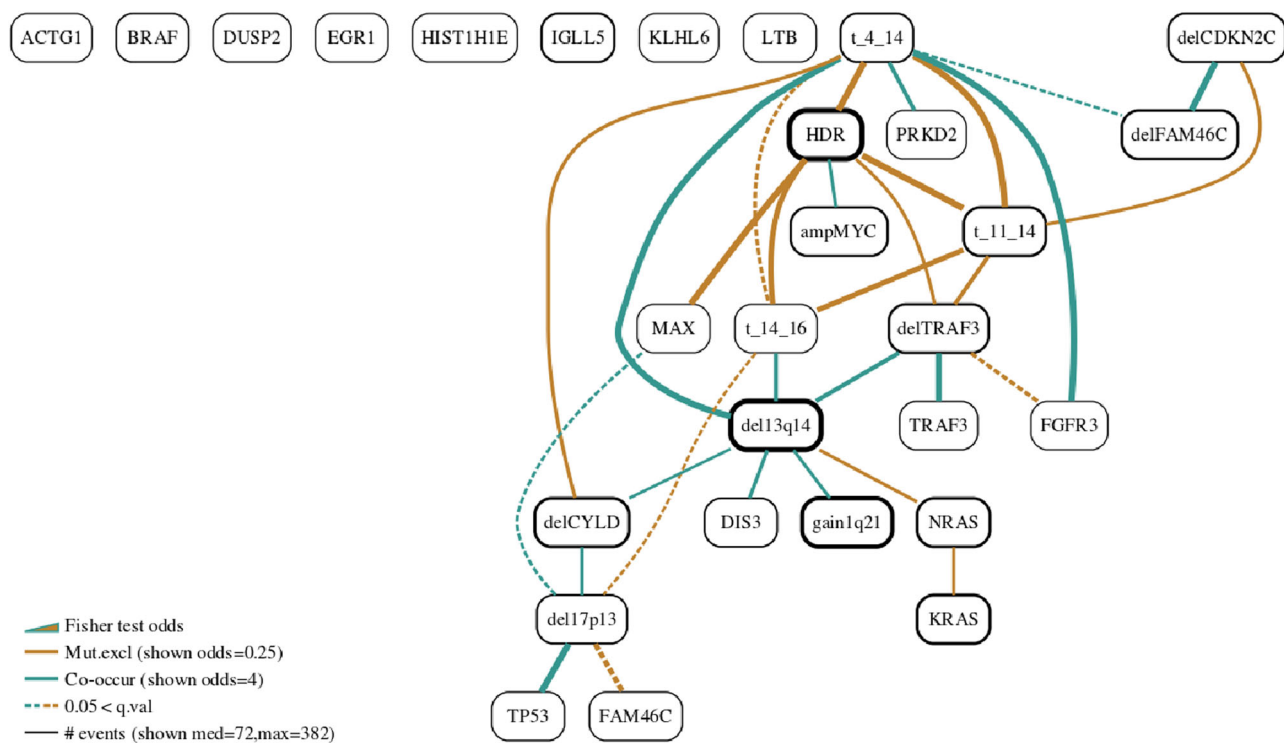 ACTG1 BRAF DUSP2 EGR1 HIST1H1E IGLL5 KLHL6 LTB t_4_14 delCDKN2C
HDR PRKD2 delFAM46C
ampMYC t_11_14
MAX t_14_16 delTRAF3
del13q14 TRAF3 FGFR3
delCYLD DIS3 gain1q21 NRAS
del17p13 KRAS
TP53 FAM46C
Fisher test odds
Mut.excl (shown odds=0.25)
Co-occur (shown odds=4)
0.05 < q.val
# events (shown med=72,max=382)